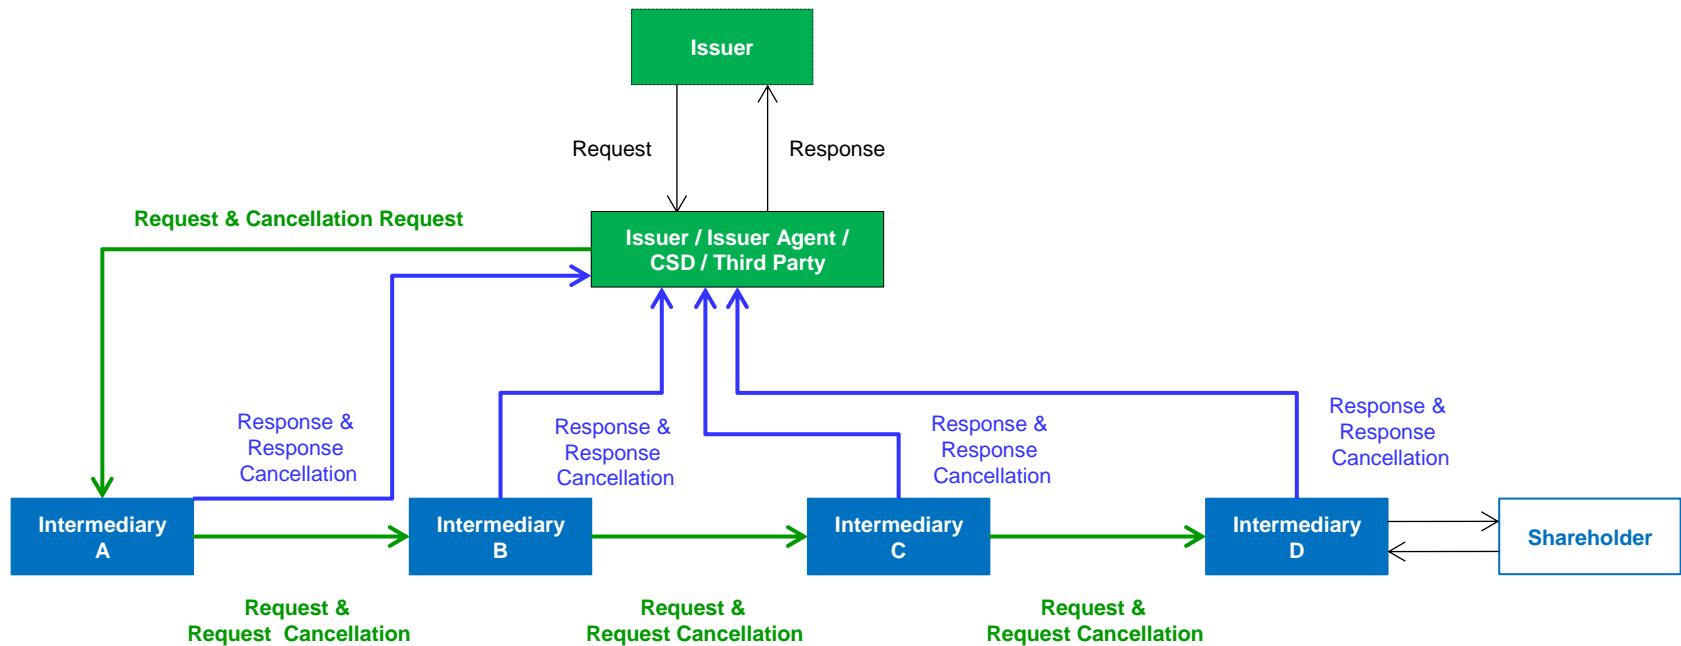 Issuer
Request
Response
Request & Cancellation Request
Issuer / Issuer Agent /
CSD / Third Party
Response &
Response
Cancellation
Response &
Response
Cancellation
Response &
Response
Cancellation
Response &
Response
Cancellation
Intermediary
A
Intermediary
B
Intermediary
C
Intermediary
D
Shareholder
Request &
Request  Cancellation
Request &
Request Cancellation
Request &
Request Cancellation